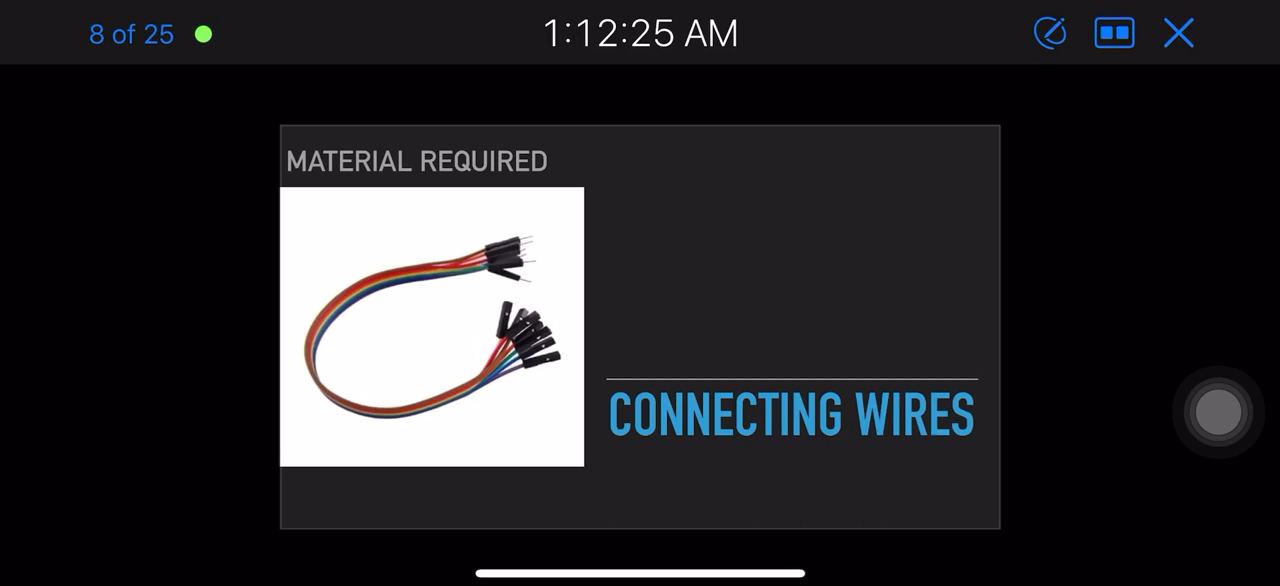 8 of 25
1:12:25 AM
MATERIAL REQUIRED
CONNECTING WIRES